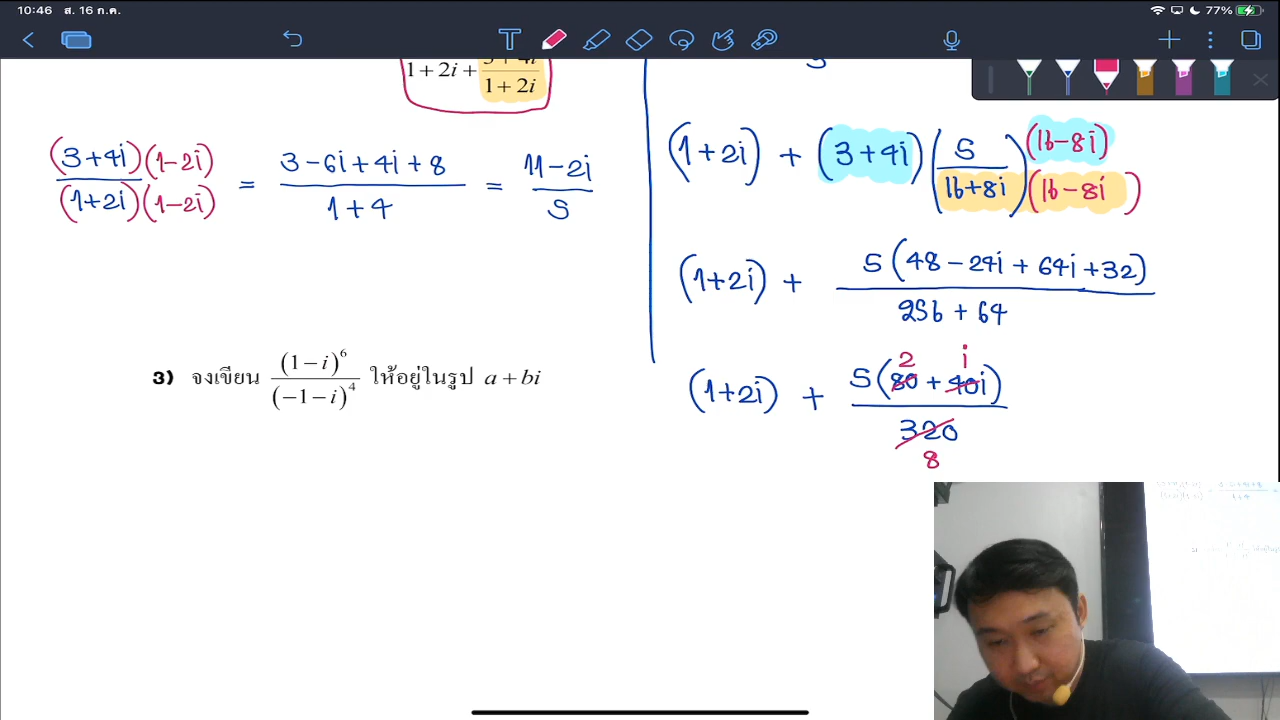 10:46 ส. 16 ก.ค. 77%
1 + 2i + 3 + 4i / 1 + 2i
(3+4i)(1-2i) / (1+2i)(1-2i) = 3-6i+4i+8 / 1+4 = 11-2i / 5
3) จงเขียน (1-i)^6 / (-1-i)^4 ให้อยู่ในรูป a+bi
(1+2i) + (3+4i)(5 / 16+8i)(16-8i) / (16-8i)
(1+2i) + 5(48-24i+64i+32) / 256+64
2 i
(1+2i) + 5(80+40i) / 320
8